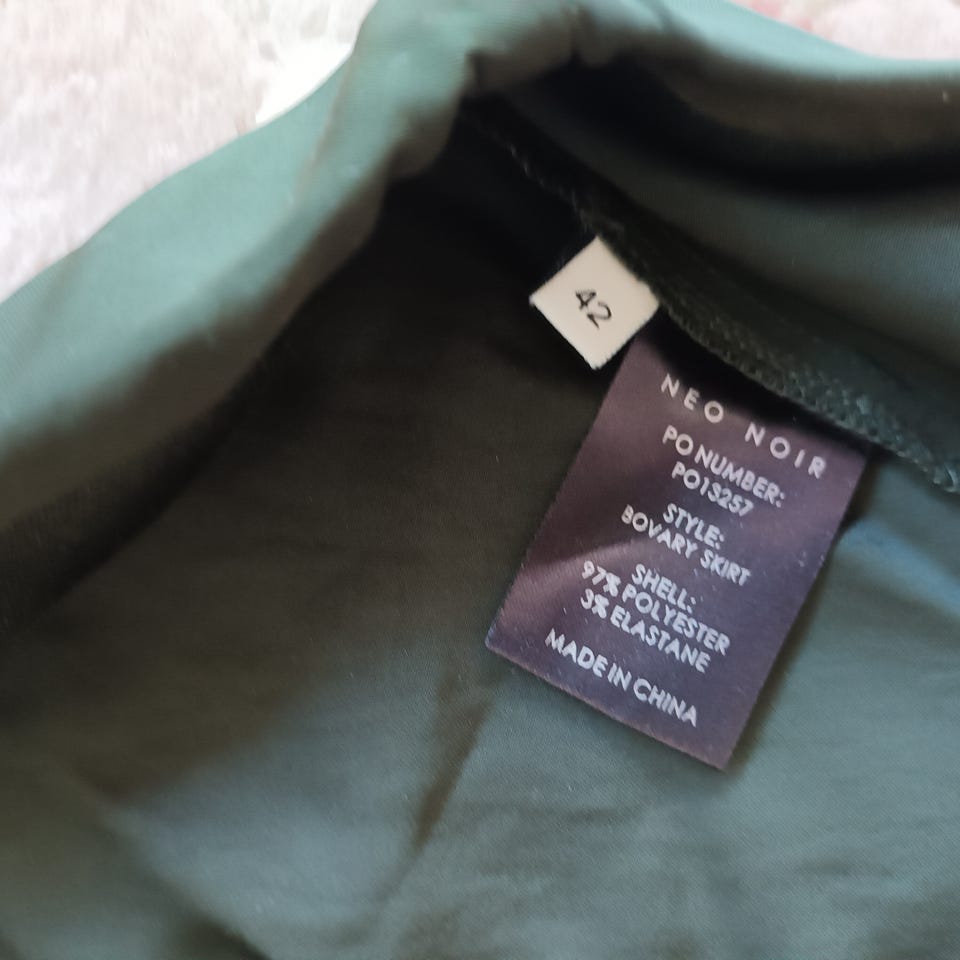 42
NEO NOIR
PO NUMBER:
PO13257
STYLE:
BOVARY SKIRT
SHELL:
97% POLYESTER
3% ELASTANE
MADE IN CHINA